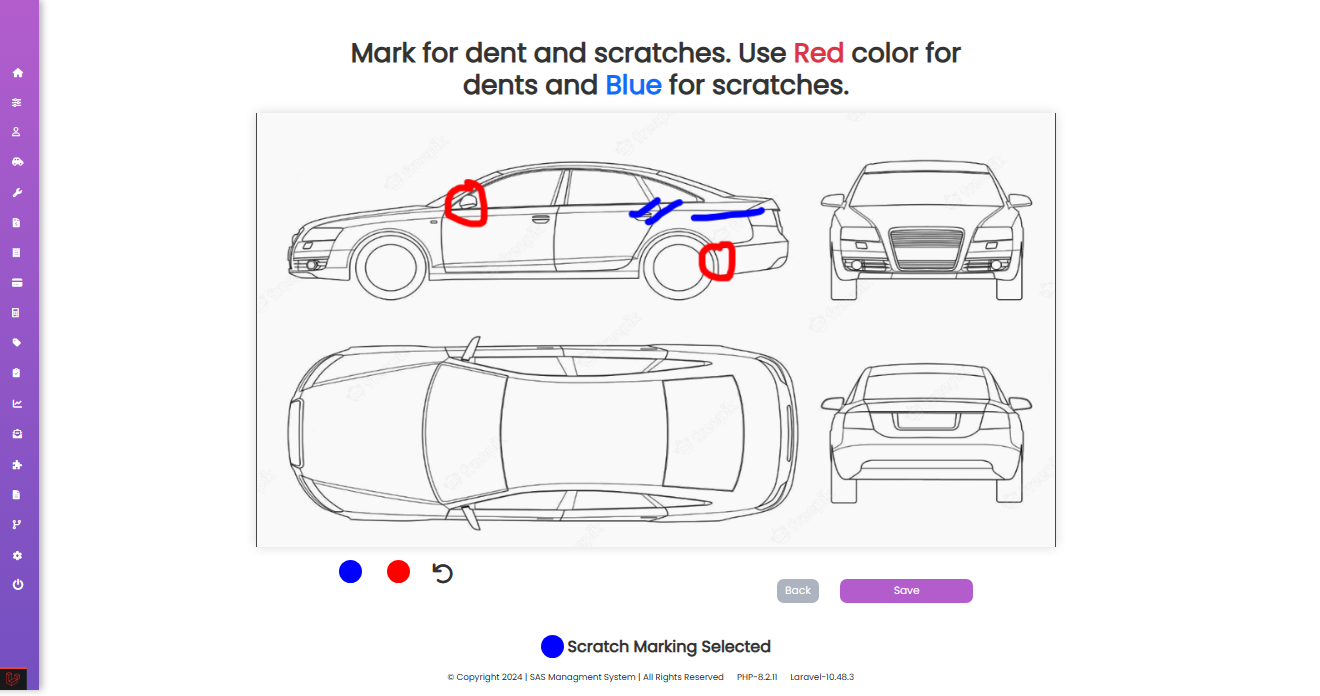 Mark for dent and scratches. Use Red color for
dents and Blue for scratches.
Back
Save
Scratch Marking Selected
© Copyright 2024 | SAS Managment System | All Rights Reserved PHP-8.2.11 Laravel-10.48.3